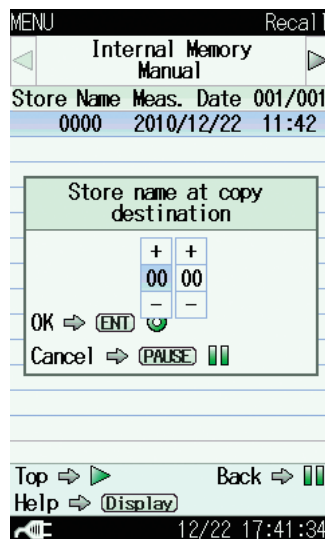 MENU Recall
Internal Memory
Manual
Store Name Meas. Date 001/001
0000 2010/12/22 11:42
Store name at copy
destination
+ +
00 00
− −
OK ⇨ ENT
Cancel ⇨ PAUSE
Top ⇨ Back ⇨
Help ⇨ Display
12/22 17:41:34